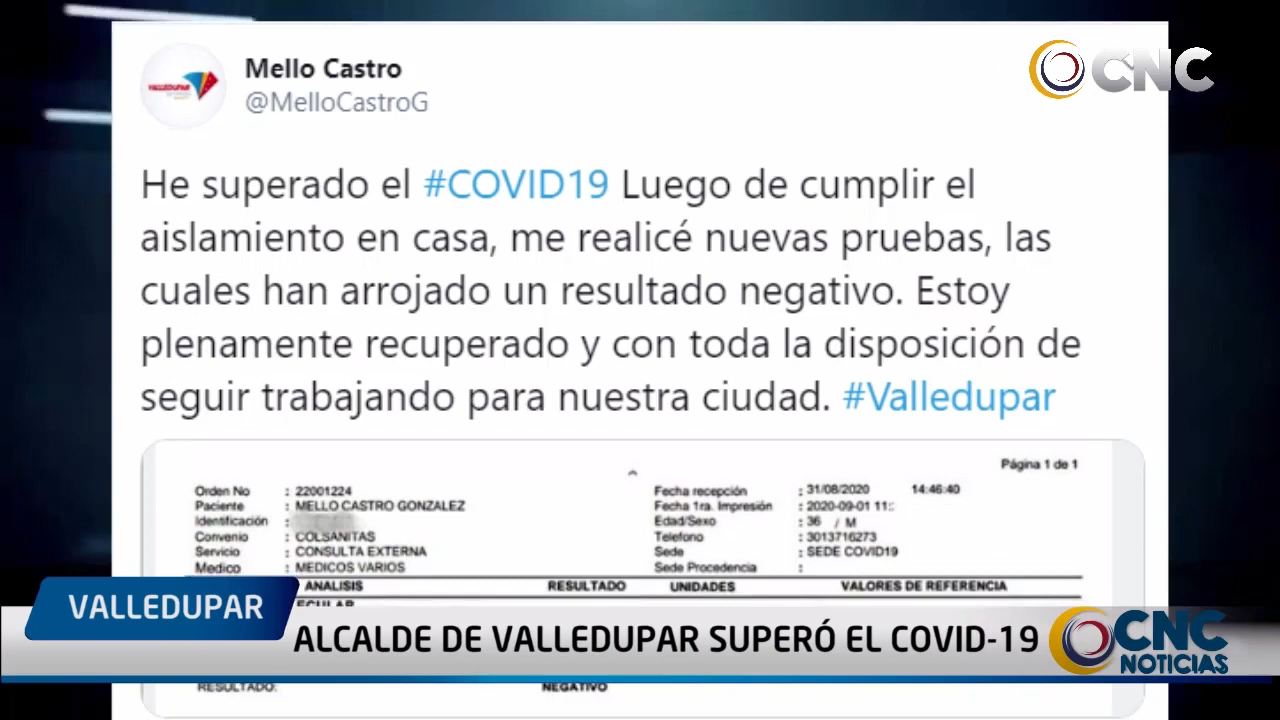 Mello Castro
@MelloCastroG
CNC
VALLEDUPAR
He superado el #COVID19 Luego de cumplir el
aislamiento en casa, me realicé nuevas pruebas, las
cuales han arrojado un resultado negativo. Estoy
plenamente recuperado y con toda la disposición de
seguir trabajando para nuestra ciudad. #Valledupar
Página 1 de 1
Orden No : 22001224 Fecha recepción : 31/08/2020 14:46:40
Paciente : MELLO CASTRO GONZALEZ Fecha 1ra. Impresión : 2020-09-01 11:
Identificación : Edad/Sexo : 36 / M
Convenio : COLSANITAS Telefono : 3013716273
Servicio : CONSULTA EXTERNA Sede : SEDE COVID19
Medico : MEDICOS VARIOS Sede Procedencia :
ANALISIS RESULTADO UNIDADES VALORES DE REFERENCIA
VALLEDUPAR
ALCALDE DE VALLEDUPAR SUPERÓ EL COVID-19
CNC
NOTICIAS
RESULTADO: NEGATIVO